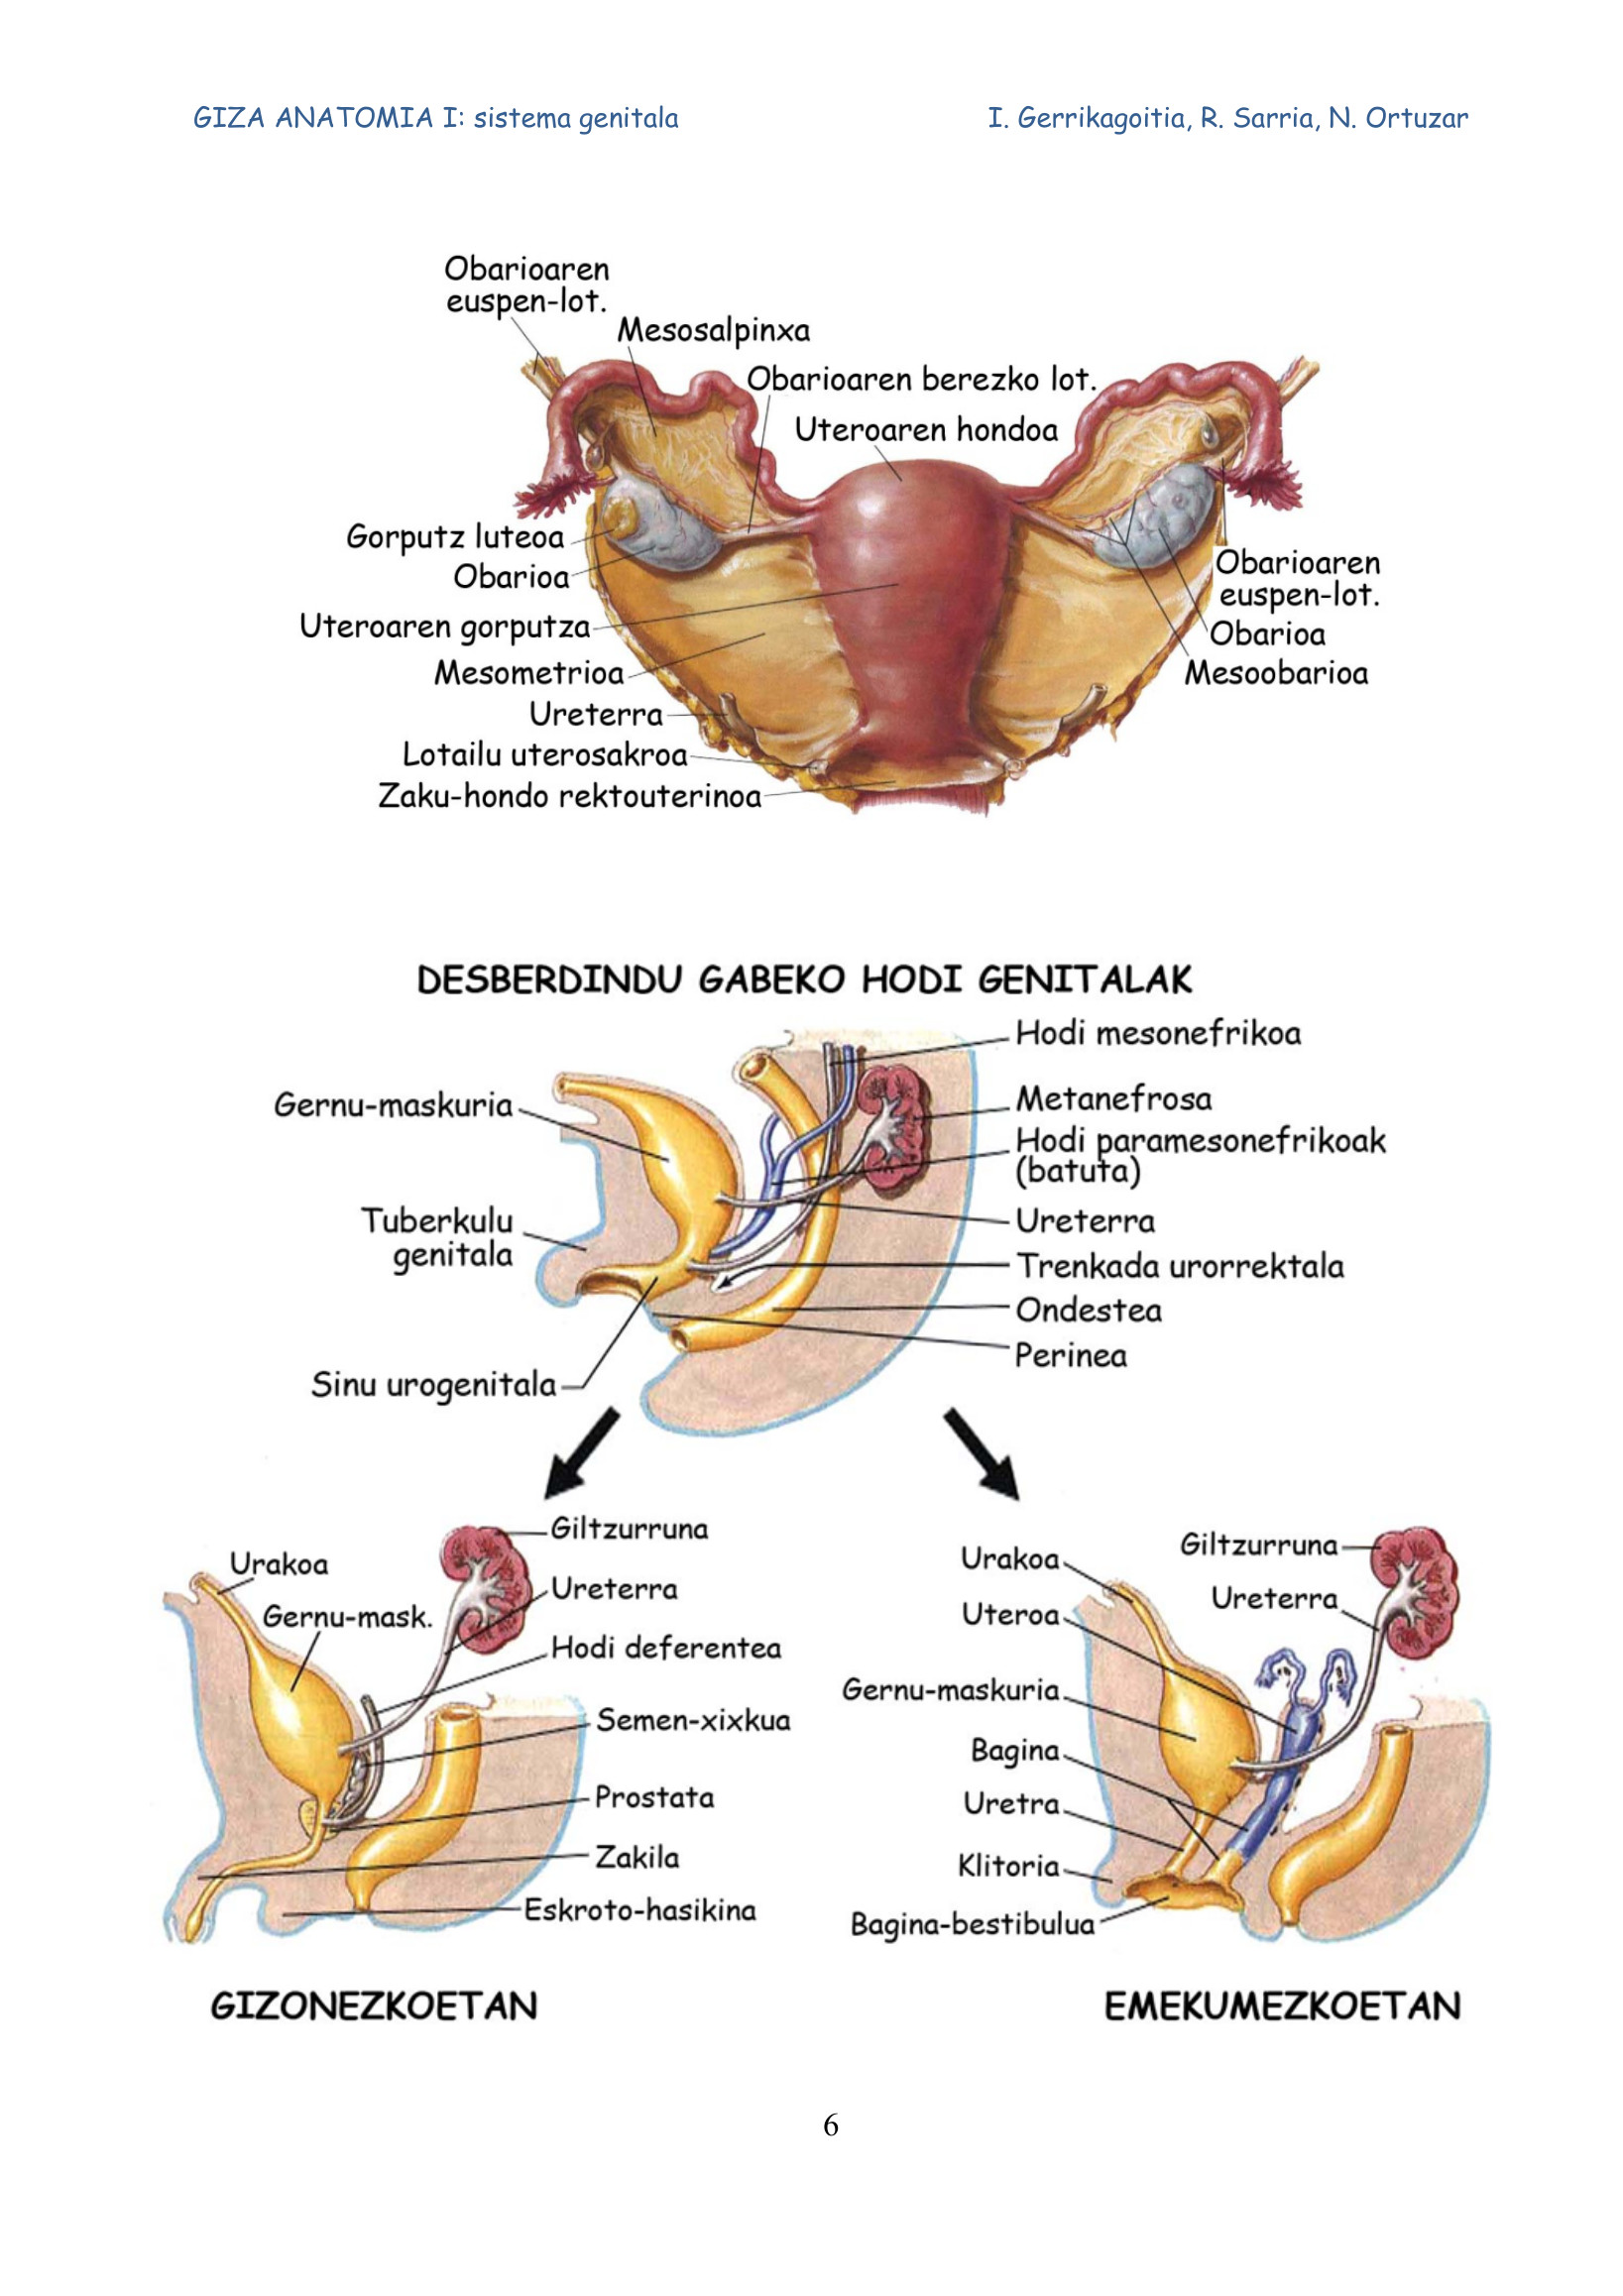 GIZA ANATOMIA I: sistema genitala
I. Gerrikagoitia, R. Sarria, N. Ortuzar
Obarioaren
euspen-lot.
Mesosalpinxa
Obarioaren berezko lot.
Uteroaren hondoa
Gorputz luteoa
Obarioa
Uteroaren gorputza
Mesometrioa
Ureterra
Lotailu uterosakroa
Zaku-hondo rektouterinoa
Obarioaren
euspen-lot.
Obarioa
Mesoobarioa
DESBERDINDU GABEKO HODI GENITALAK
Gernu-maskuria
Tuberkulu
genitala
Sinu urogenitala
Hodi mesonefrikoa
Metanefrosa
Hodi paramesonefrikoak
(batuta)
Ureterra
Trenkada urorrektala
Ondestea
Perinea
Urakoa
Gernu-mask.
Giltzurruna
Ureterra
Hodi deferentea
Semen-xixkua
Prostata
Zakila
Eskroto-hasikina
GIZONEZKOETAN
Urakoa
Uteroa
Gernu-maskuria
Bagina
Uretra
Klitoria
Bagina-bestibulua
Giltzurruna
Ureterra
EMEKUMEZKOETAN
6